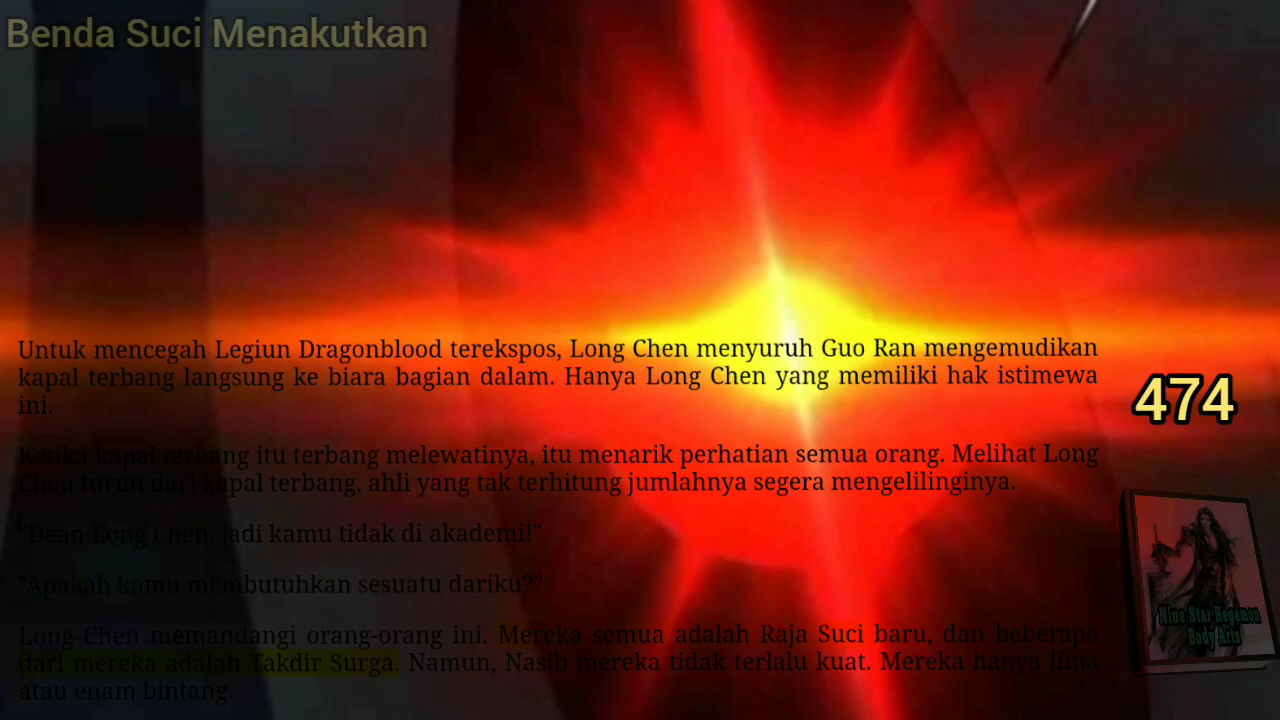 Benda Suci Menakutkan
Untuk mencegah Legiun Dragonblood terekspos, Long Chen menyuruh Guo Ran mengemudikan
kapal terbang langsung ke biara bagian dalam. Hanya Long Chen yang memiliki hak istimewa
ini.
474
Ketika kapal terbang itu terbang melewatinya, itu menarik perhatian semua orang. Melihat Long
Chen turun dari kapal terbang, ahli yang tak terhitung jumlahnya segera mengelilinginya.
"Dean Long Chen, jadi kamu tidak di akademi!"
"Apakah kamu membutuhkan sesuatu dariku?"
Long Chen memandangi orang-orang ini. Mereka semua adalah Raja Suci baru, dan beberapa
dari mereka adalah Takdir Surga. Namun, Nasib mereka tidak terlalu kuat. Mereka hanya lima
atau enam bintang.
Nine Star Hegemon
Body Arts